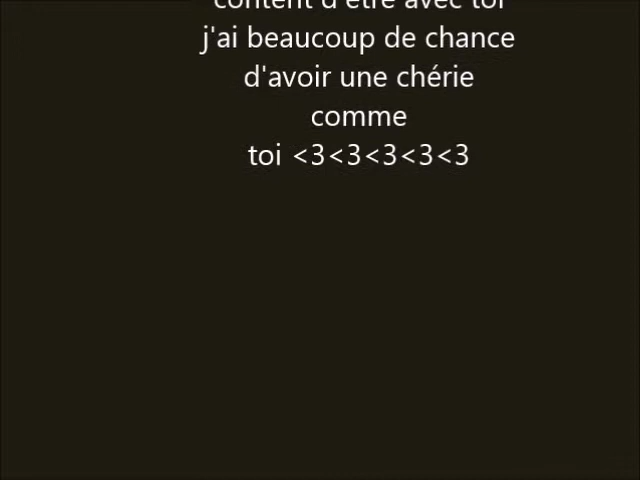 content d'être avec toi
j'ai beaucoup de chance
d'avoir une chérie
comme
toi <3<3<3<3<3